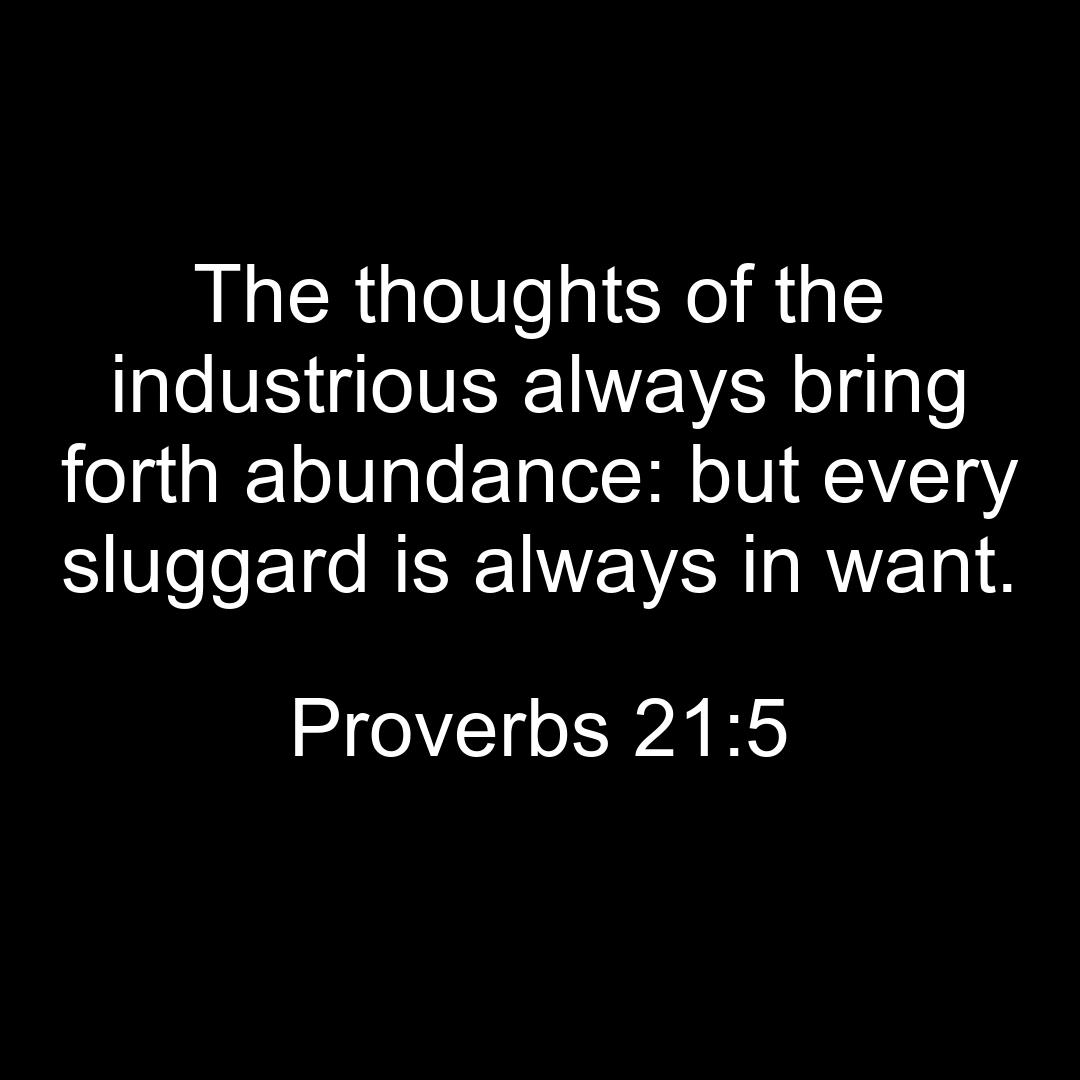 The thoughts of the
industrious always bring
forth abundance: but every
sluggard is always in want.
Proverbs 21:5